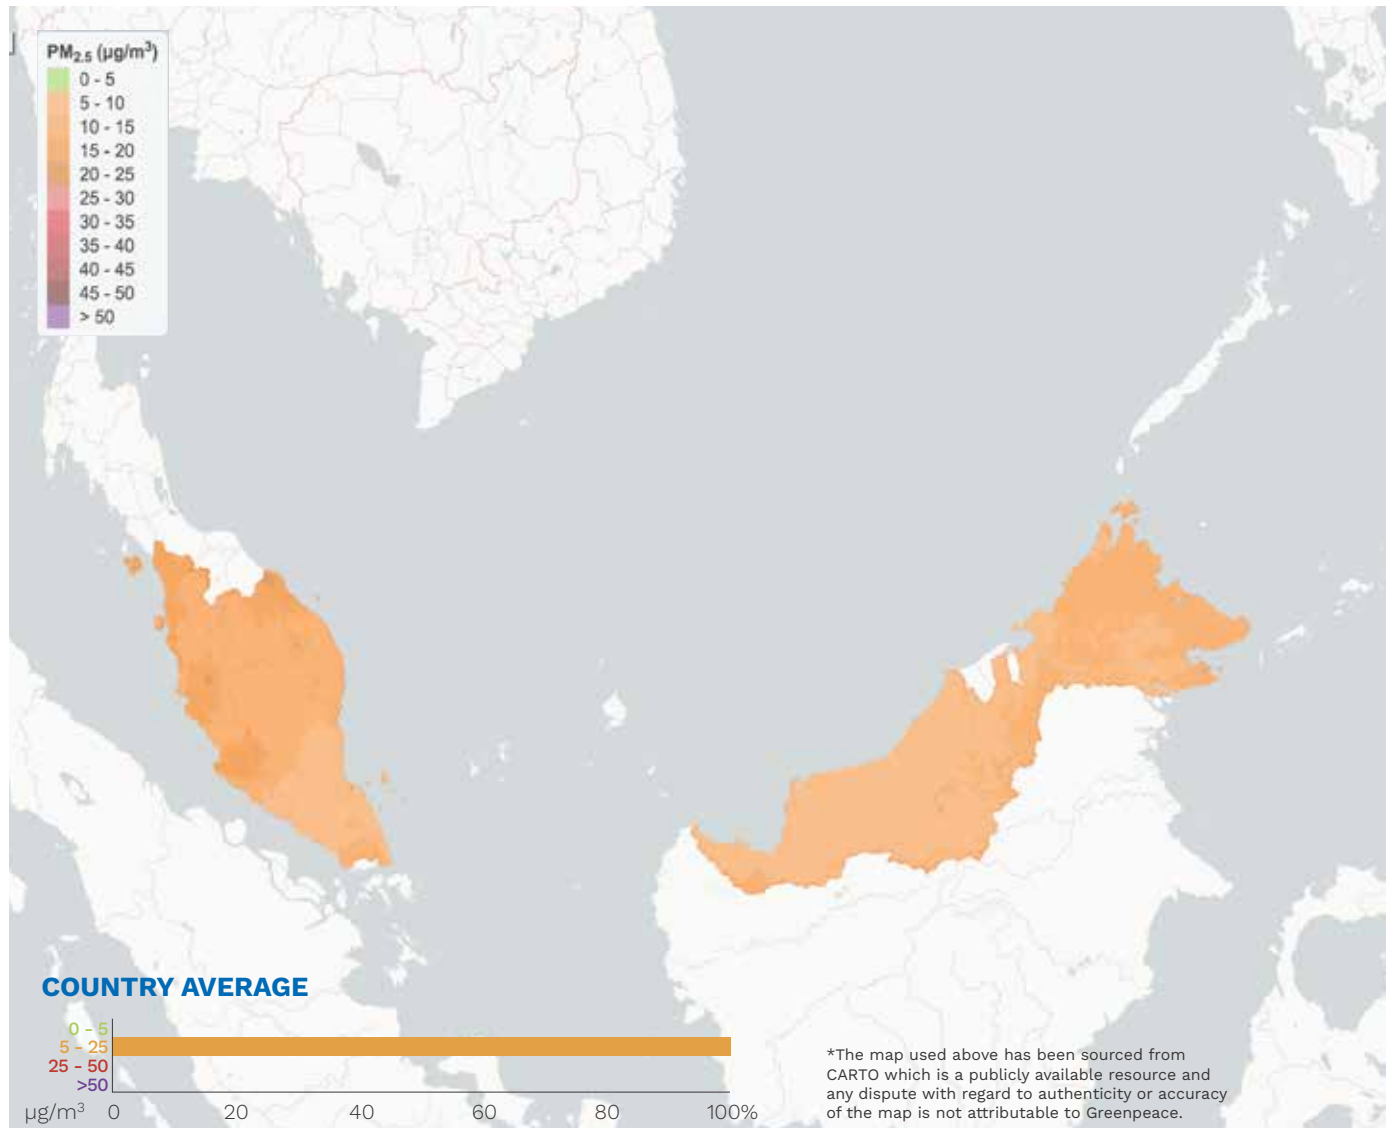 PM2.5 (µg/m³)
0 - 5
5 - 10
10 - 15
15 - 20
20 - 25
25 - 30
30 - 35
35 - 40
40 - 45
45 - 50
> 50
COUNTRY AVERAGE
0 - 5
5 - 25
25 - 50
>50
µg/m³ 0 20 40 60 80 100%
*The map used above has been sourced from
CARTO which is a publicly available resource and
any dispute with regard to authenticity or accuracy
of the map is not attributable to Greenpeace.